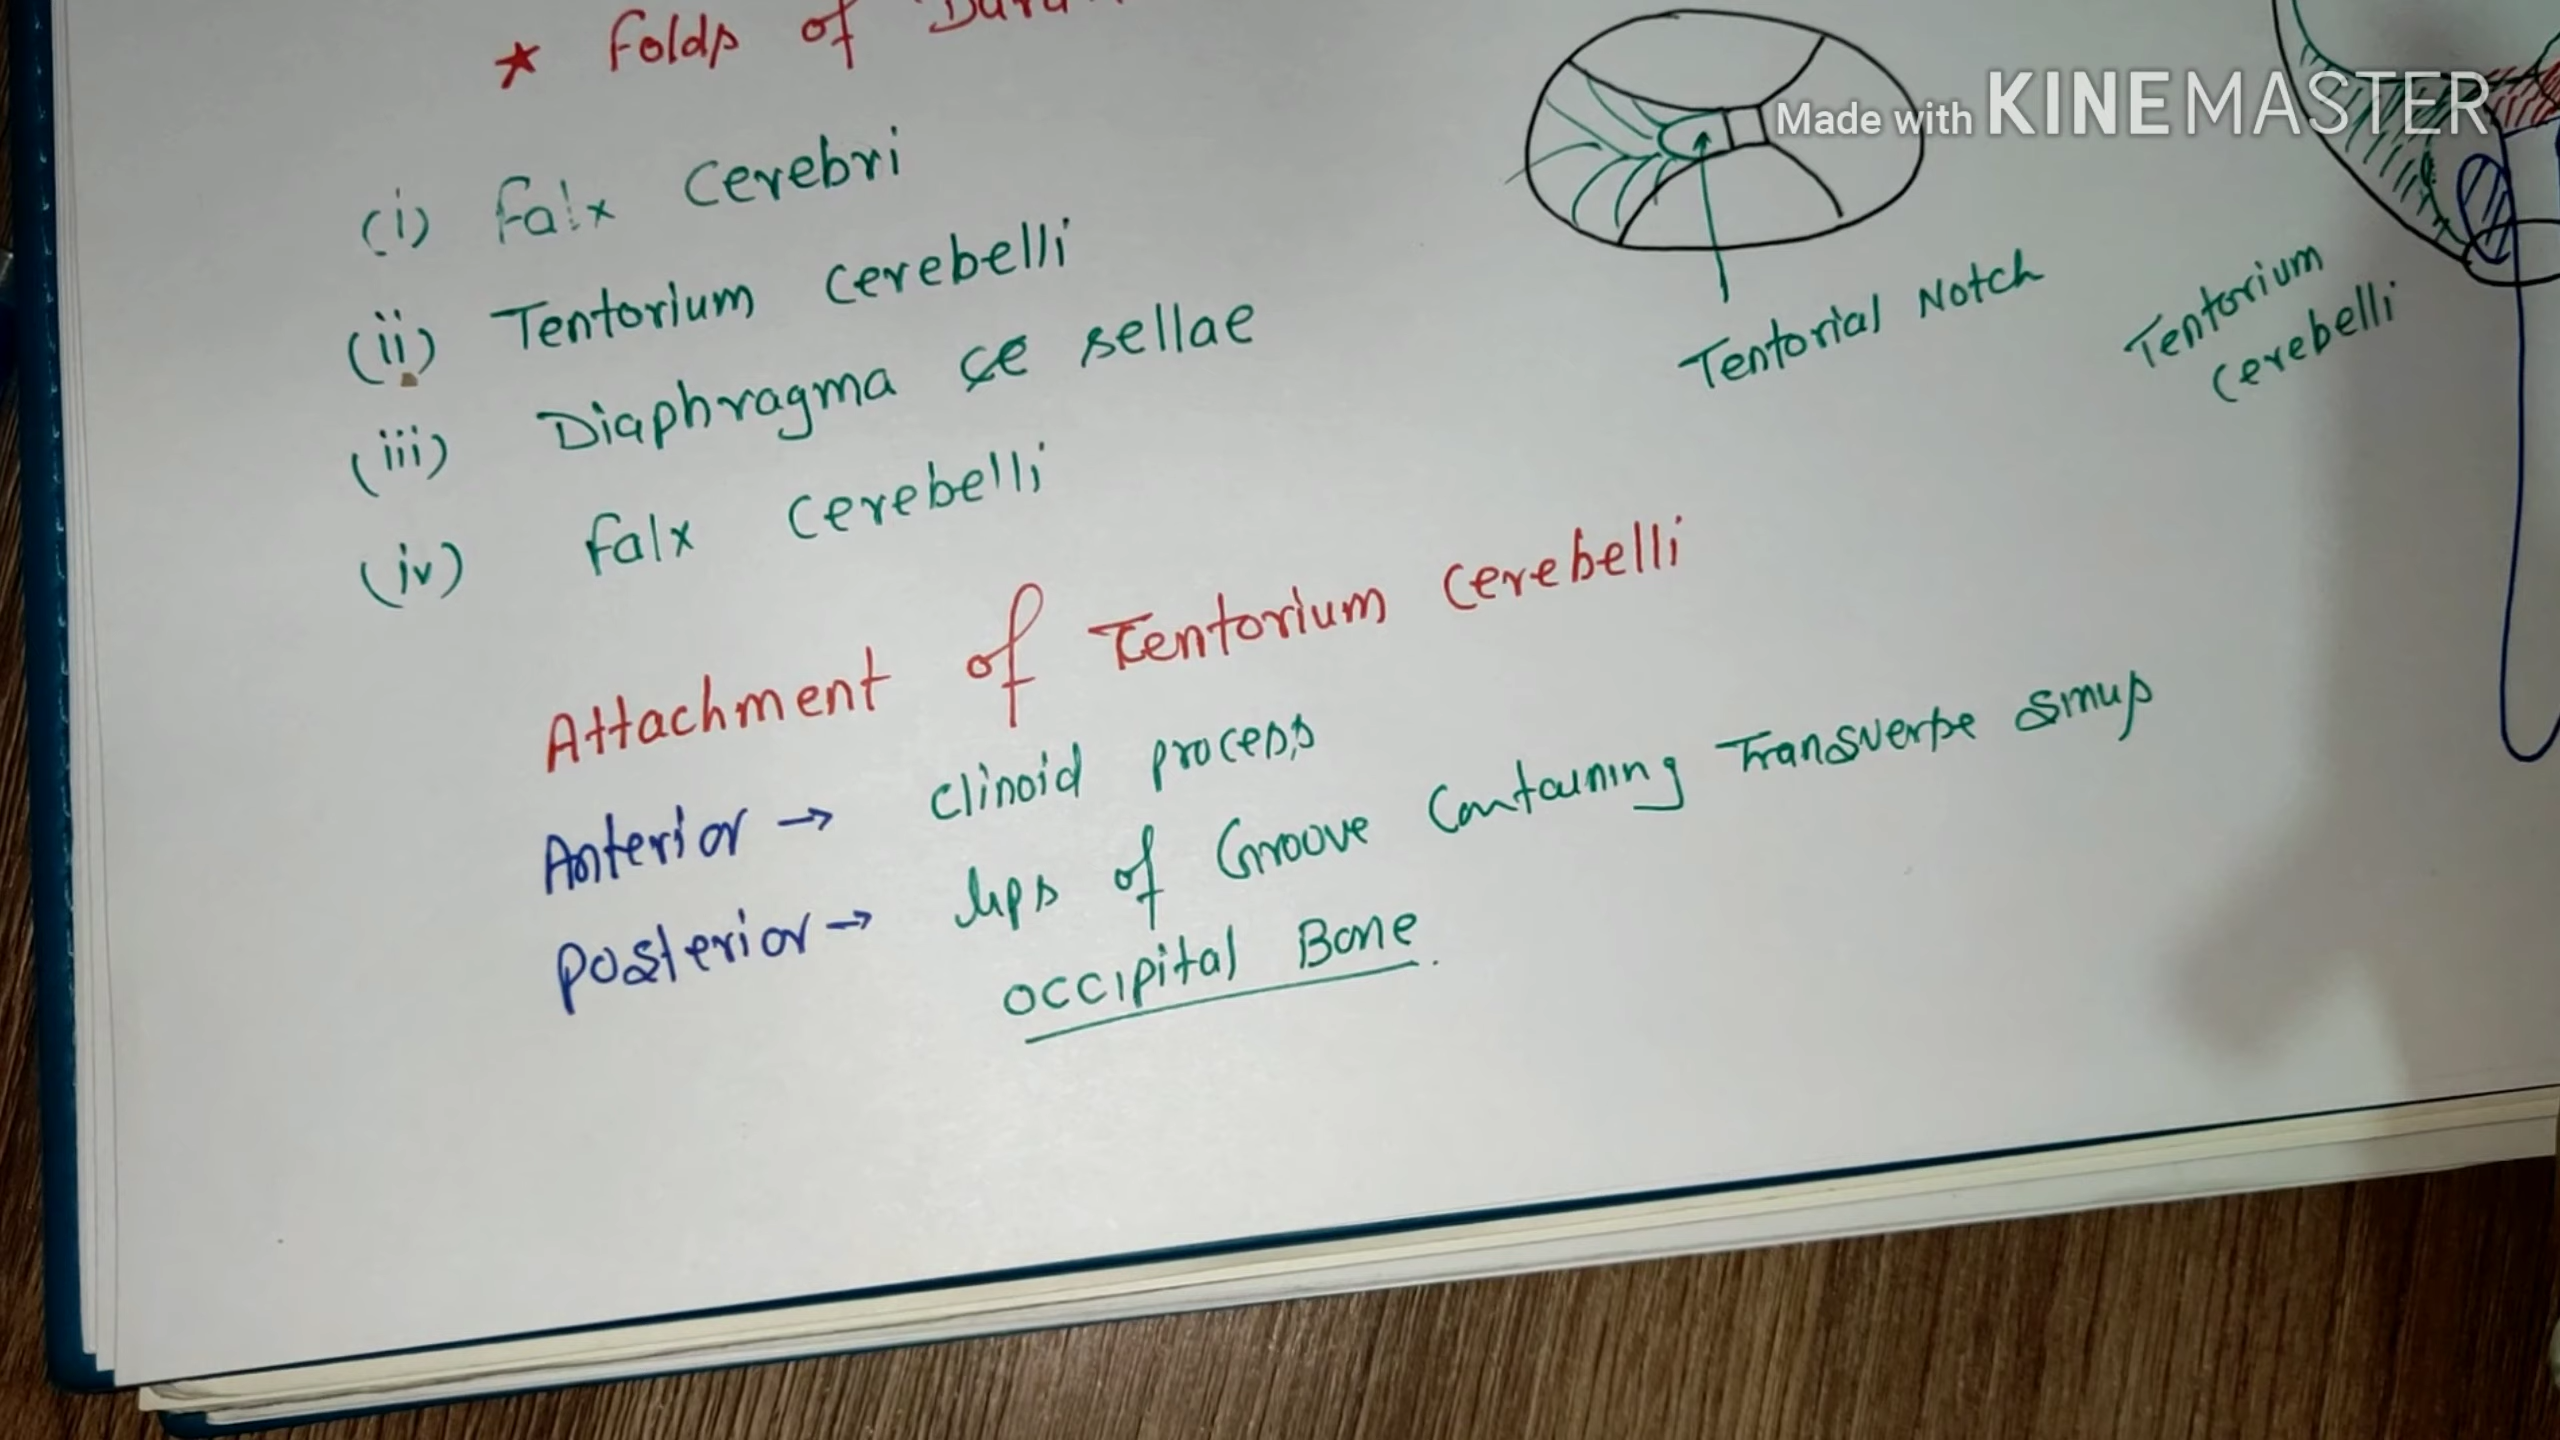 ★ Folds of Dura
(i) Falx Cerebri
(ii) Tentorium Cerebelli
(iii) Diaphragma sellae
(iv) Falx Cerebelli
Tentorial Notch
Tentorium
Cerebelli
Attachment of Tentorium Cerebelli
Anterior → Clinoid process
Posterior → lips of Groove Containing Transverse Sinus
Occipital Bone.
Made with KINEMASTER